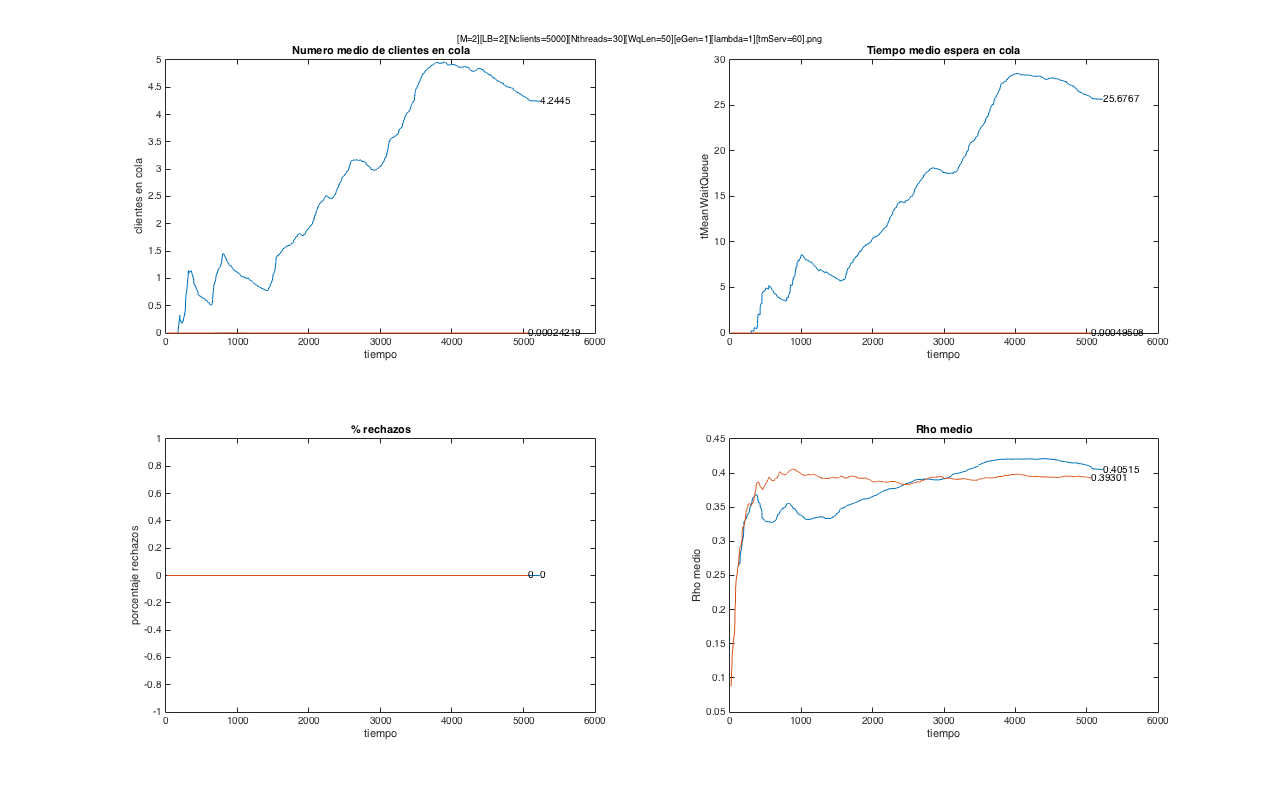 [M=2][LB=2][Nclients=5000][Nthreads=30][WqLen=50][eGen=1][lambda=1][tmServ=60].png
Numero medio de clientes en cola
5
4.5
4
3.5
3
2.5
2
1.5
1
0.5
0
clientes en cola
4.2445
0.00024219
0 1000 2000 3000 4000 5000 6000
tiempo
Tiempo medio espera en cola
30
25
20
15
10
5
0
tMeanWaitQueue
25.6767
0.00049508
0 1000 2000 3000 4000 5000 6000
tiempo
% rechazos
1
0.8
0.6
0.4
0.2
0
-0.2
-0.4
-0.6
-0.8
-1
porcentaje rechazos
0 0
0 1000 2000 3000 4000 5000 6000
tiempo
Rho medio
0.45
0.4
0.35
0.3
0.25
0.2
0.15
0.1
0.05
Rho medio
0.40515
0.39301
0 1000 2000 3000 4000 5000 6000
tiempo